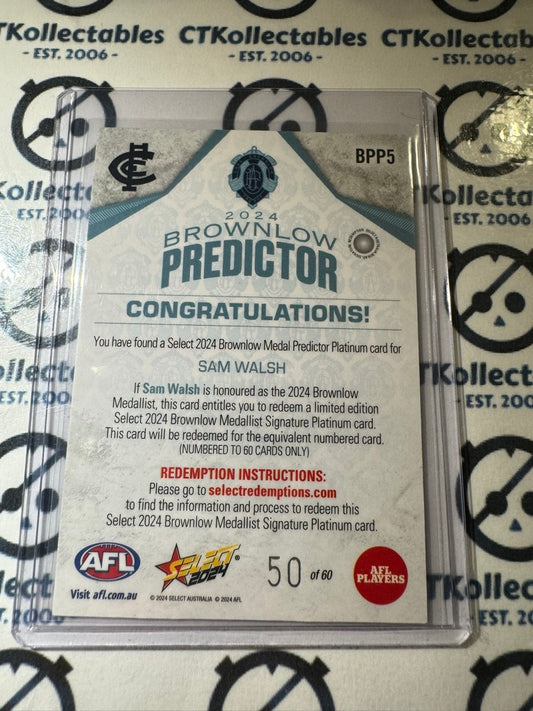 CTKollectables CTKollectables CTKollectab
- EST. 2006 - - EST. 2006 - - EST. 2006 -
CFC
BPP5
2024
BROWNLOW
PREDICTOR
CONGRATULATIONS!
You have found a Select 2024 Brownlow Medal Predictor Platinum card for
SAM WALSH
If Sam Walsh is honoured as the 2024 Brownlow
Medallist, this card entitles you to redeem a limited edition
Select 2024 Brownlow Medallist Signature Platinum card.
This card will be redeemed for the equivalent numbered card.
(NUMBERED TO 60 CARDS ONLY)
REDEMPTION INSTRUCTIONS:
Please go to selectredemptions.com
to find the information and process to redeem this
Select 2024 Brownlow Medallist Signature Platinum card.
AFL
Visit afl.com.au
SELECT
2024
© 2024 SELECT AUSTRALIA © 2024 AFL
50 of 60
AFL
PLAYERS